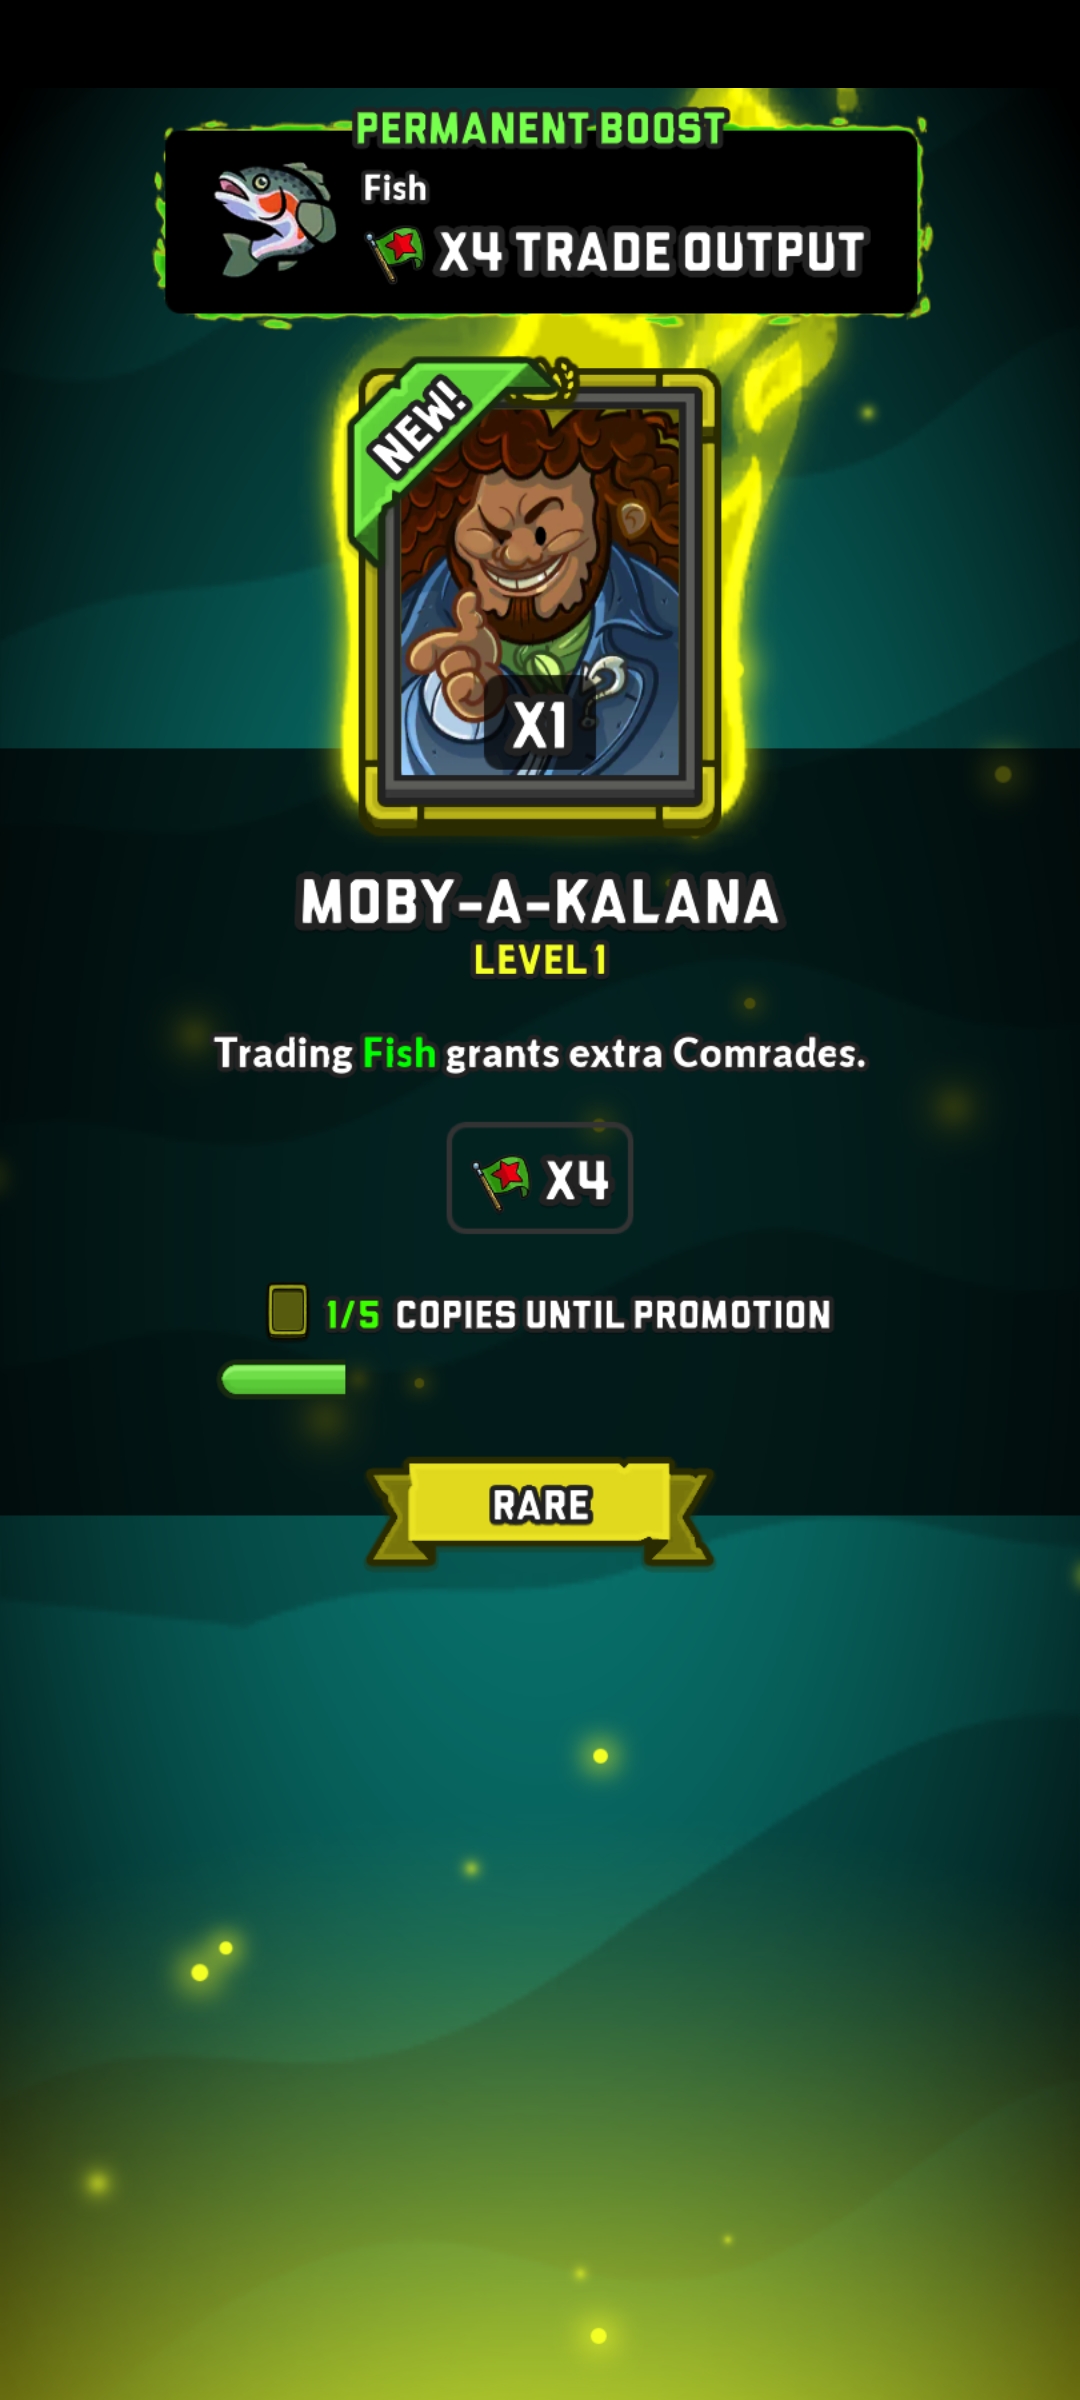 PERMANENT BOOST
Fish
X4 TRADE OUTPUT
NEW!
X1
MOBY-A-KALANA
LEVEL 1
Trading Fish grants extra Comrades.
X4
1/5 COPIES UNTIL PROMOTION
RARE